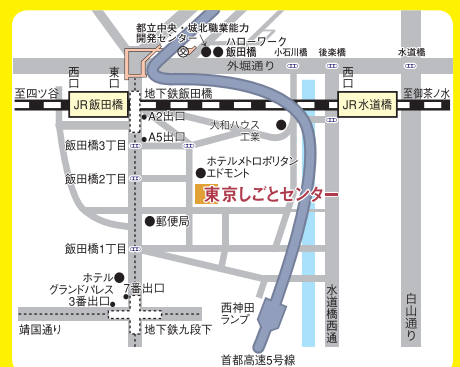 都立中央・城北職業能力
開発センター
ハローワーク
飯田橋
小石川橋
後楽橋
水道橋
外堀通り
西口
東口
西口
至四ツ谷
JR飯田橋
地下鉄飯田橋
JR水道橋
至御茶ノ水
A2出口
大和ハウス
工業
A5出口
飯田橋3丁目
ホテルメトロポリタン
エドモント
飯田橋2丁目
東京しごとセンター
郵便局
飯田橋1丁目
ホテル
グランドパレス
7番出口
3番出口
西神田
ランプ
水道橋西通り
白山通り
靖国通り
地下鉄九段下
首都高速5号線